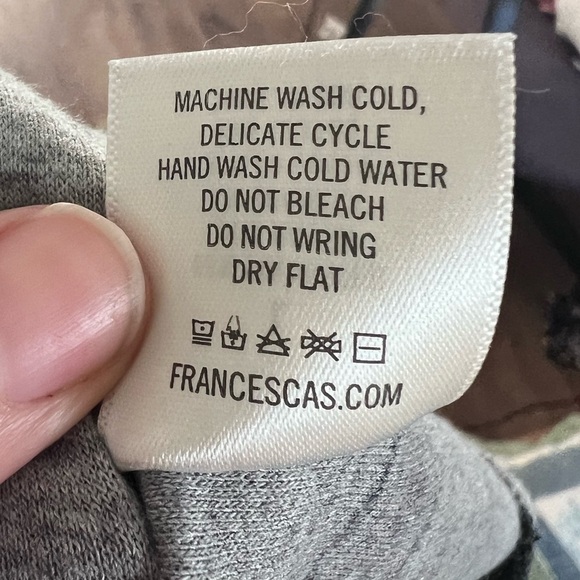 MACHINE WASH COLD,
DELICATE CYCLE
HAND WASH COLD WATER
DO NOT BLEACH
DO NOT WRING
DRY FLAT
FRANCESCAS.COM